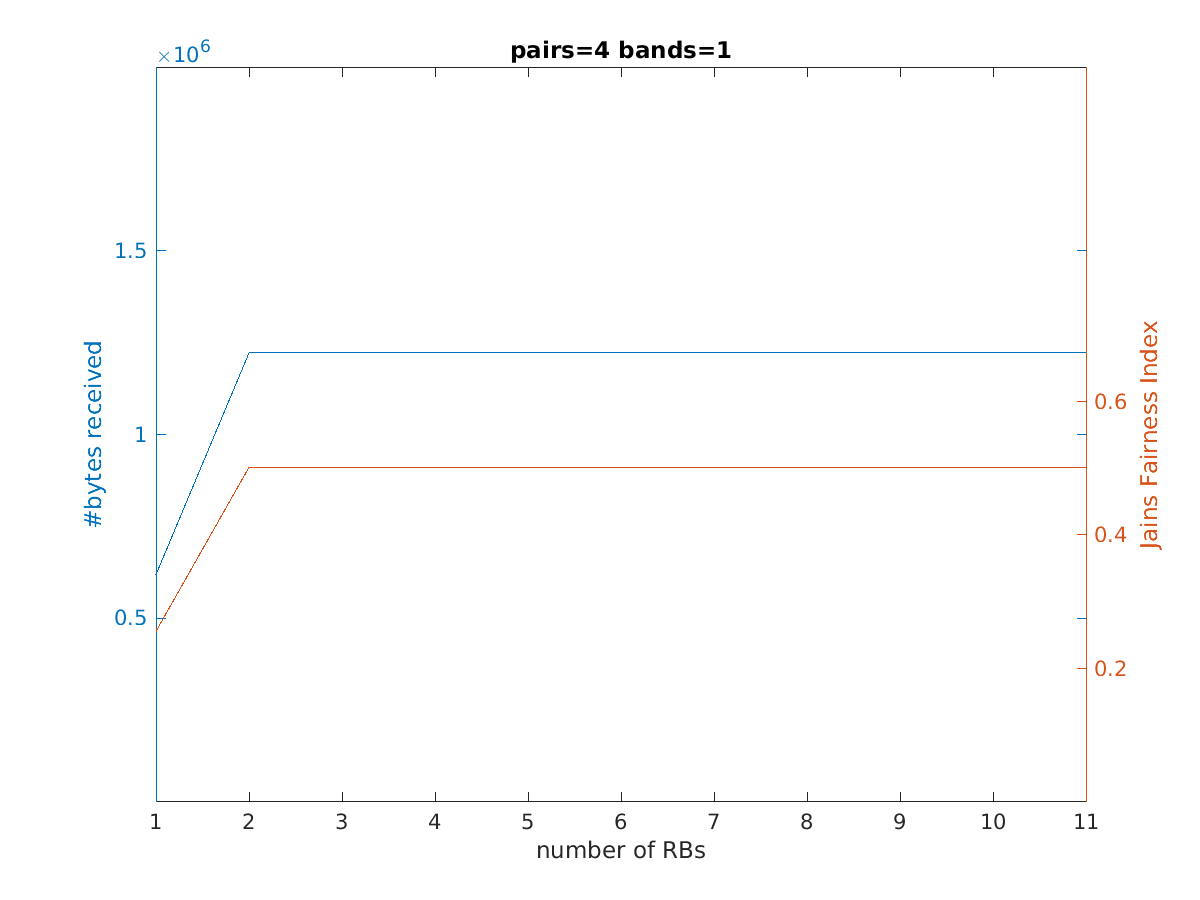 pairs=4 bands=1
×10^6
1.5
1
0.5
#bytes received
0.6
0.4
0.2
Jains Fairness Index
1 2 3 4 5 6 7 8 9 10 11
number of RBs